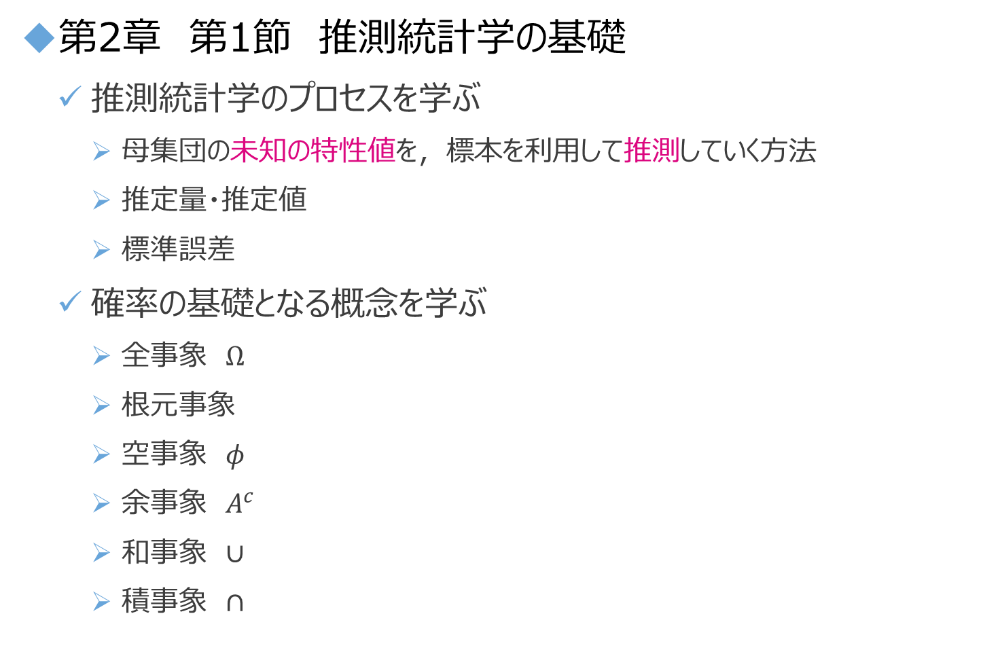 ◆第2章　第1節　推測統計学の基礎
✓ 推測統計学のプロセスを学ぶ
➢ 母集団の未知の特性値を，標本を利用して推測していく方法
➢ 推定量・推定値
➢ 標準誤差
✓ 確率の基礎となる概念を学ぶ
➢ 全事象　Ω
➢ 根元事象
➢ 空事象　𝜙
➢ 余事象　𝐴ᶜ
➢ 和事象　∪
➢ 積事象　∩